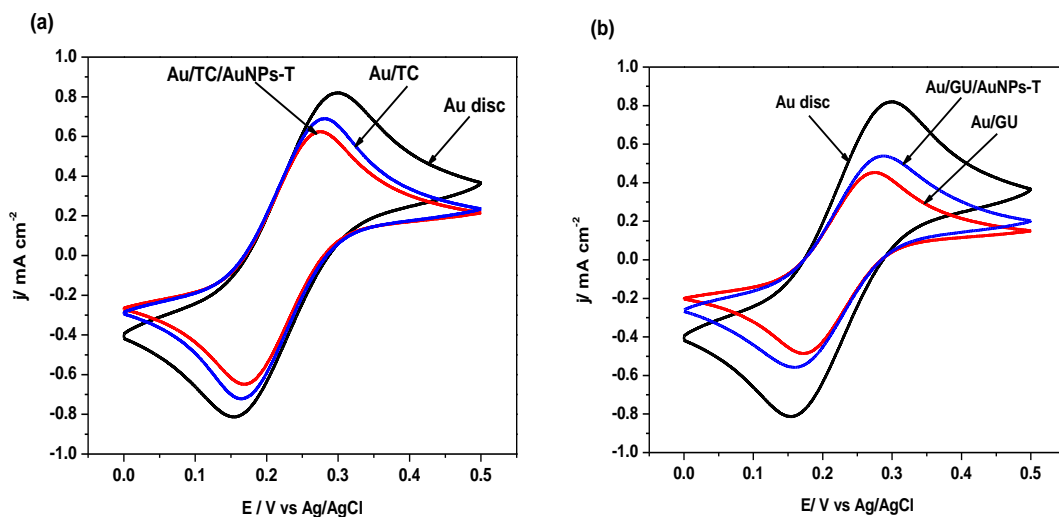 (a)
Au/TC/AuNPs-T
Au/TC
Au disc
1.0
0.8
0.6
0.4
0.2
0.0
-0.2
-0.4
-0.6
-0.8
-1.0
j/ mA cm-2
0.0 0.1 0.2 0.3 0.4 0.5
E / V vs Ag/AgCl
(b)
Au disc
Au/GU/AuNPs-T
Au/GU
1.0
0.8
0.6
0.4
0.2
0.0
-0.2
-0.4
-0.6
-0.8
-1.0
j/ mA cm-2
0.0 0.1 0.2 0.3 0.4 0.5
E/ V vs Ag/AgCl